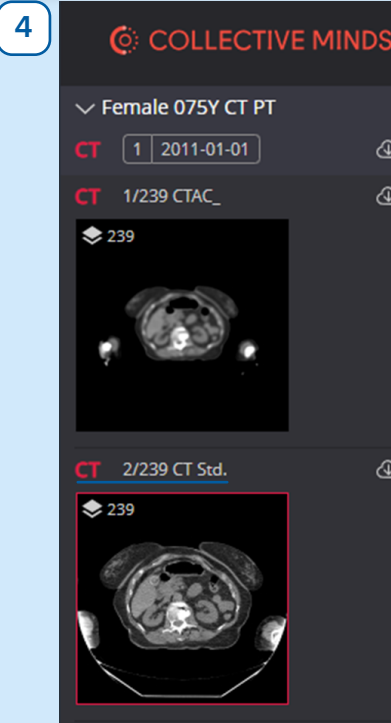 4
COLLECTIVE MINDS
Female 075Y CT PT
CT 1 2011-01-01
CT 1/239 CTAC_
239
CT 2/239 CT Std.
239